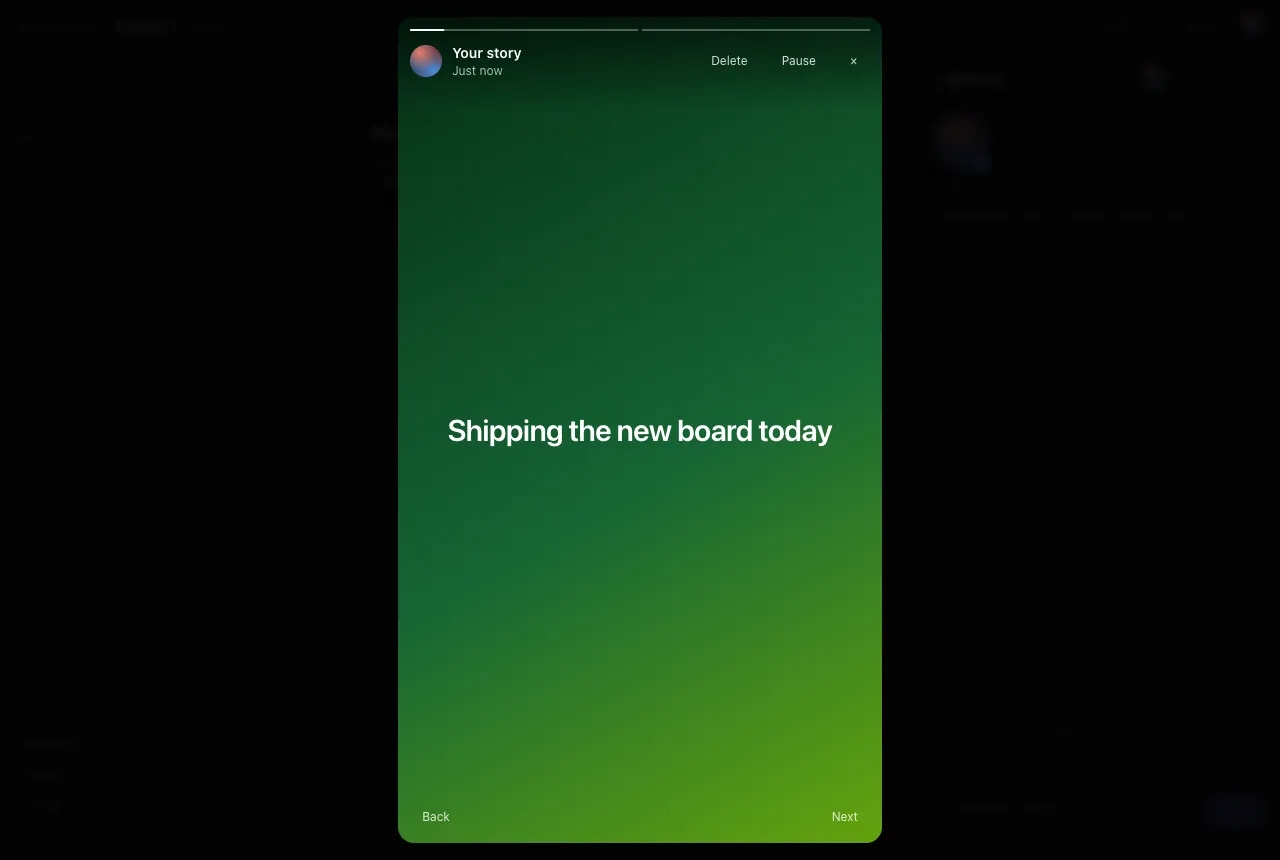 Your story
Just now
Delete
Pause
×
Shipping the new board today
Back
Next